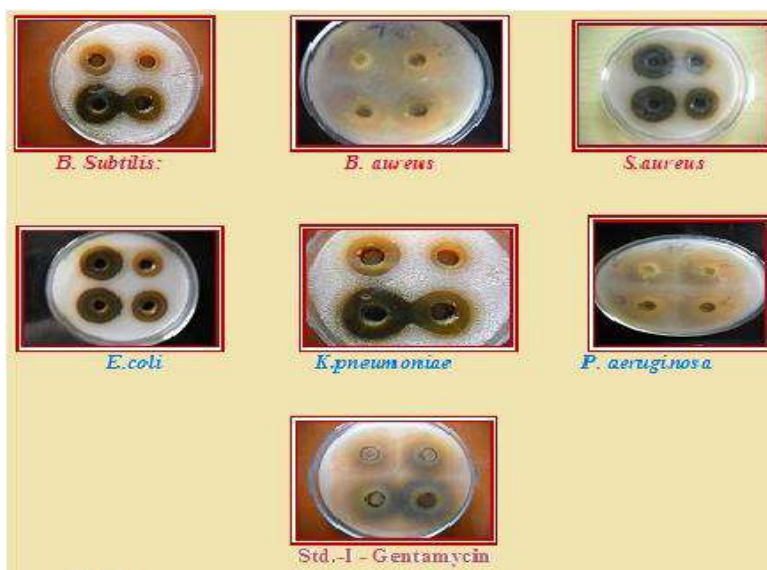 B. Subtilis:
B. aureus
S.aureus
E.coli
K.pneumoniae
P. aeruginosa
Std.-I - Gentamycin